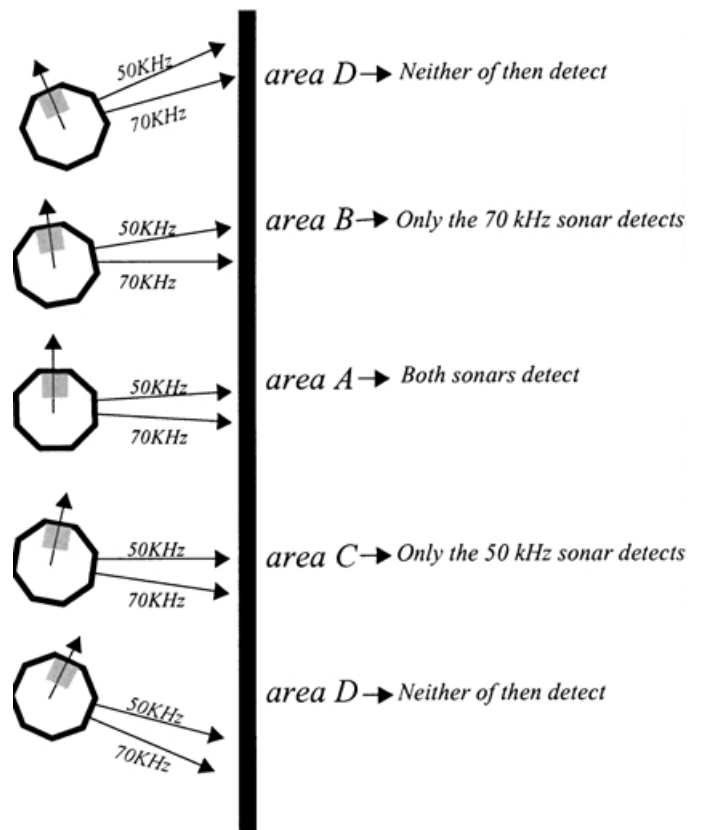 50KHz
70KHz
area D → Neither of then detect
50KHz
70KHz
area B → Only the 70 kHz sonar detects
50KHz
70KHz
area A → Both sonars detect
50KHz
70KHz
area C → Only the 50 kHz sonar detects
50KHz
70KHz
area D → Neither of then detect